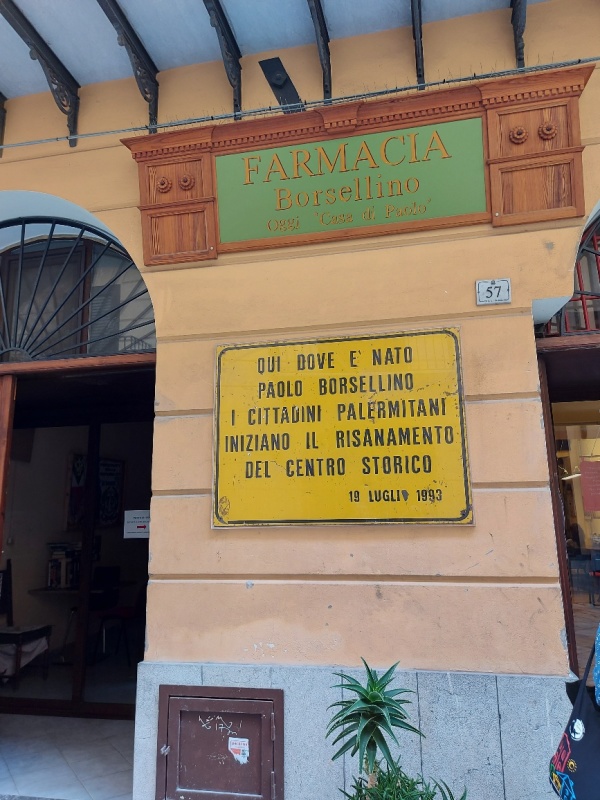 FARMACIA
Borsellino
Oggi "Casa di Paolo"
57
QUI DOVE E' NATO
PAOLO BORSELLINO
I CITTADINI PALERMITANI
INIZIANO IL RISANAMENTO
DEL CENTRO STORICO
19 LUGLIO 1993